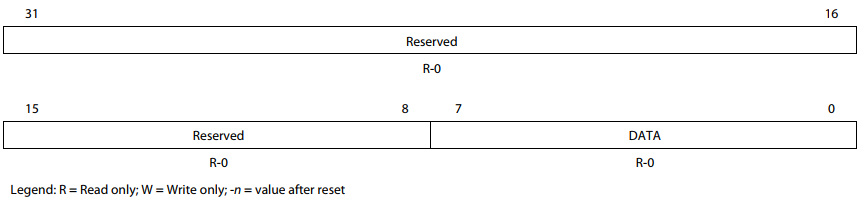 31 16
Reserved
R-0
15 8 7 0
Reserved DATA
R-0 R-0
Legend: R = Read only; W = Write only; -n = value after reset